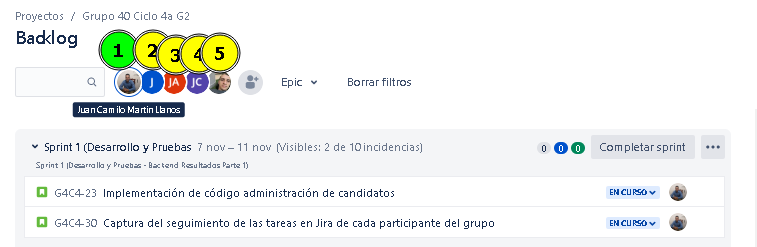 Proyectos / Grupo 40 Ciclo 4a G2
Backlog
1 2 3 4 5
J JA JC
Epic Borrar filtros
Juan Camilo Martin Llanos
Sprint 1 (Desarrollo y Pruebas 7 nov – 11 nov (Visibles: 2 de 10 incidencias) 0 0 0 Completar sprint ...
Sprint 1 (Desarrollo y Pruebas - Backend Resultados Parte 1)
G4C4-23 Implementación de código administración de candidatos EN CURSO
G4C4-30 Captura del seguimiento de las tareas en Jira de cada participante del grupo EN CURSO